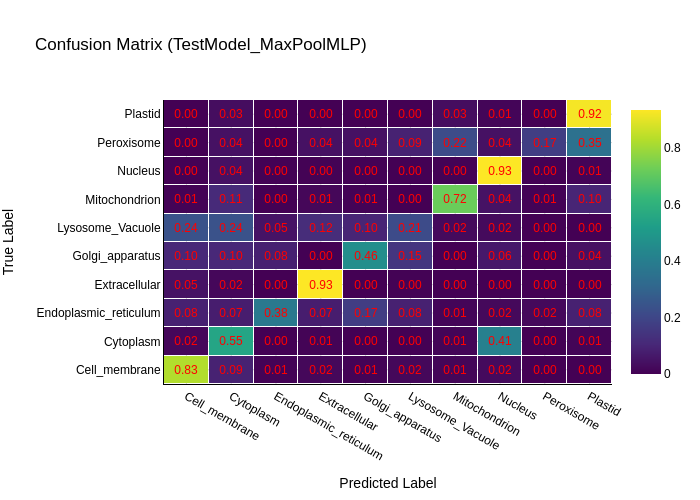 Confusion Matrix (TestModel_MaxPoolMLP)
True Label
Plastid 0.00 0.03 0.00 0.00 0.00 0.00 0.03 0.01 0.00 0.92
Peroxisome 0.00 0.04 0.00 0.04 0.04 0.09 0.22 0.04 0.17 0.35
Nucleus 0.00 0.04 0.00 0.00 0.00 0.00 0.00 0.93 0.00 0.01
Mitochondrion 0.01 0.11 0.00 0.01 0.01 0.00 0.72 0.04 0.01 0.10
Lysosome_Vacuole 0.24 0.05 0.12 0.10 0.21 0.02 0.02 0.00 0.00
Golgi_apparatus 0.10 0.10 0.08 0.00 0.46 0.15 0.00 0.06 0.00 0.04
Extracellular 0.05 0.02 0.00 0.93 0.00 0.00 0.00 0.00 0.00 0.00
Endoplasmic_reticulum 0.08 0.07 0.38 0.07 0.17 0.08 0.01 0.02 0.02 0.08
Cytoplasm 0.02 0.55 0.00 0.01 0.00 0.00 0.01 0.41 0.00 0.01
Cell_membrane 0.83 0.09 0.01 0.02 0.01 0.02 0.01 0.02 0.00 0.00
Cell_membrane Cytoplasm Endoplasmic_reticulum Extracellular Golgi_apparatus Lysosome_Vacuole Mitochondrion Nucleus Peroxisome Plastid
Predicted Label
0.8
0.6
0.4
0.2
0